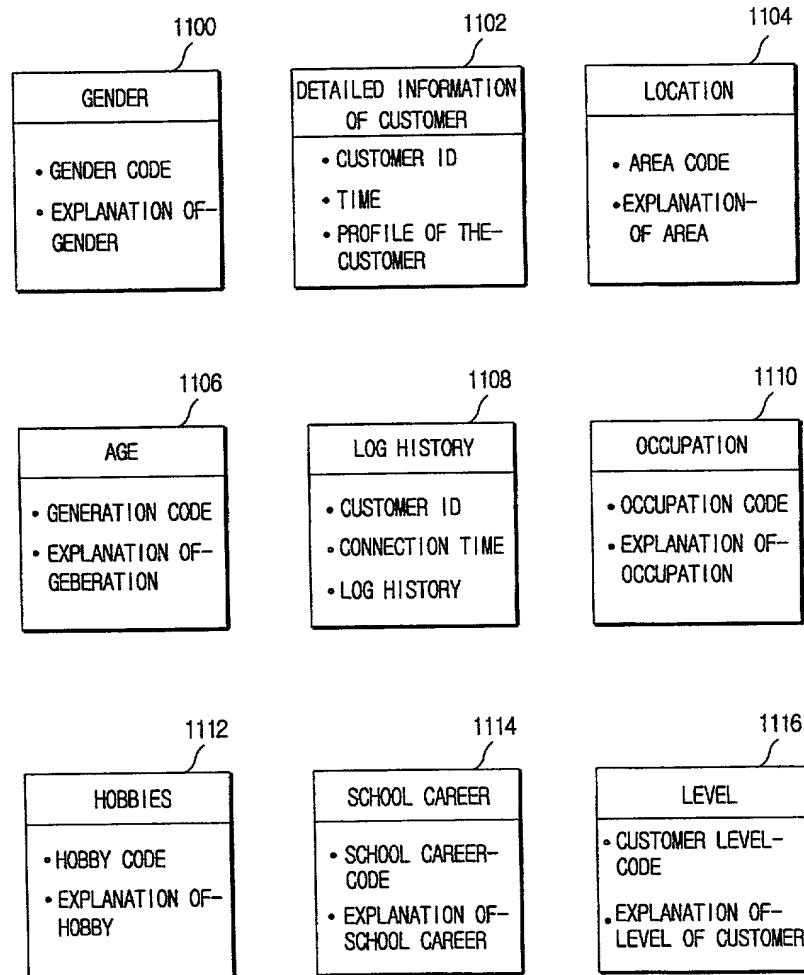 1100
GENDER
• GENDER CODE
• EXPLANATION OF-
GENDER
1102
DETAILED INFORMATION
OF CUSTOMER
• CUSTOMER ID
• TIME
• PROFILE OF THE-
CUSTOMER
1104
LOCATION
• AREA CODE
• EXPLANATION-
OF AREA
1106
AGE
• GENERATION CODE
• EXPLANATION OF-
GEBERATION
1108
LOG HISTORY
• CUSTOMER ID
• CONNECTION TIME
• LOG HISTORY
1110
OCCUPATION
• OCCUPATION CODE
• EXPLANATION OF-
OCCUPATION
1112
HOBBIES
• HOBBY CODE
• EXPLANATION OF-
HOBBY
1114
SCHOOL CAREER
• SCHOOL CAREER-
CODE
• EXPLANATION OF-
SCHOOL CAREER
1116
LEVEL
• CUSTOMER LEVEL-
CODE
• EXPLANATION OF-
LEVEL OF CUSTOMER